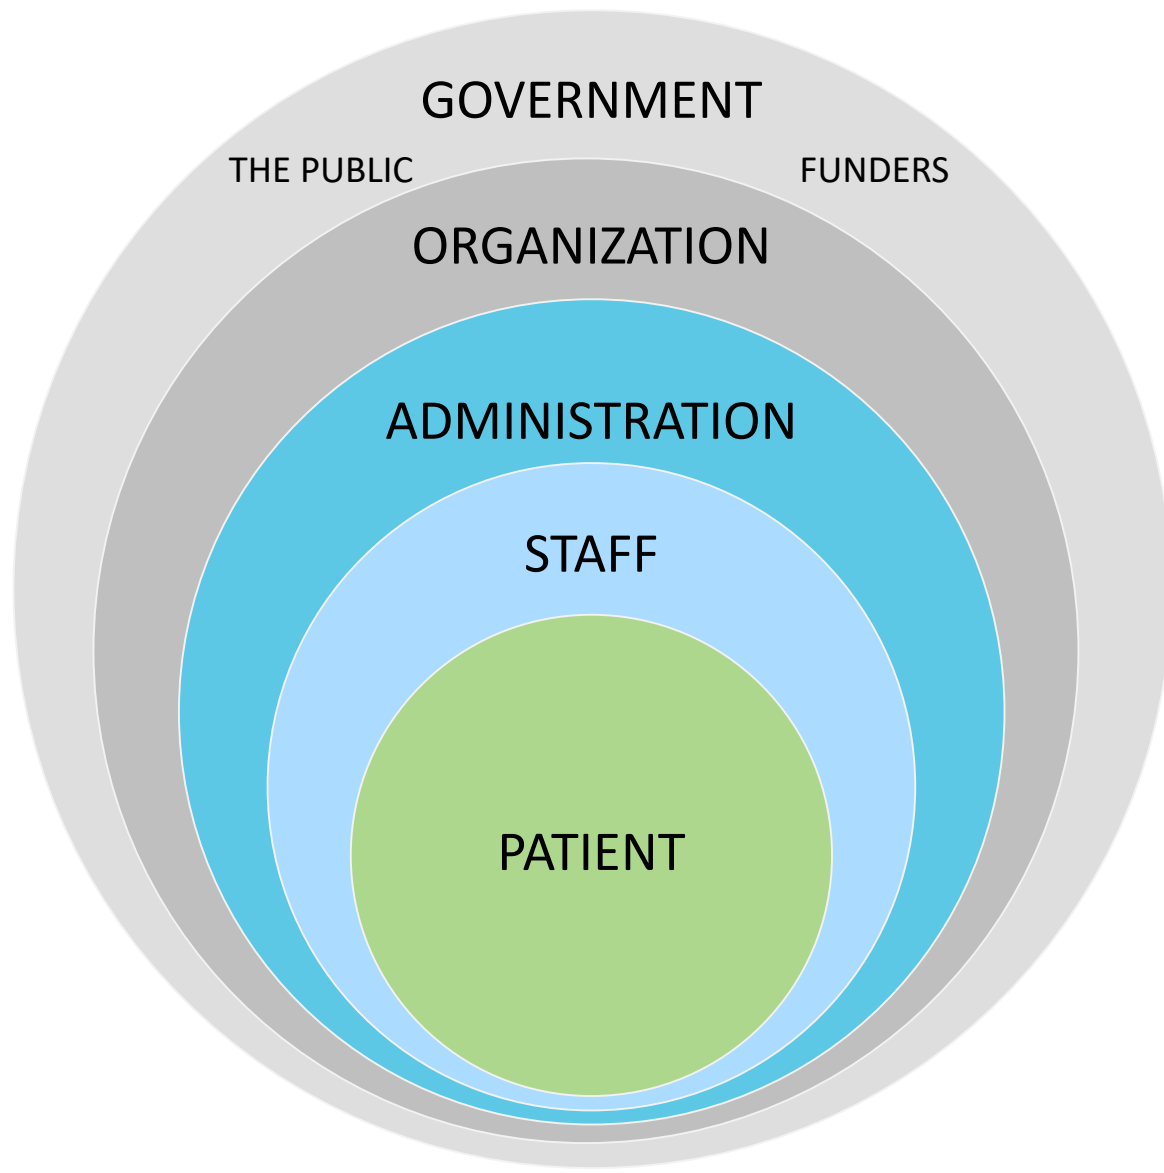 GOVERNMENT
THE PUBLIC
FUNDERS
ORGANIZATION
ADMINISTRATION
STAFF
PATIENT